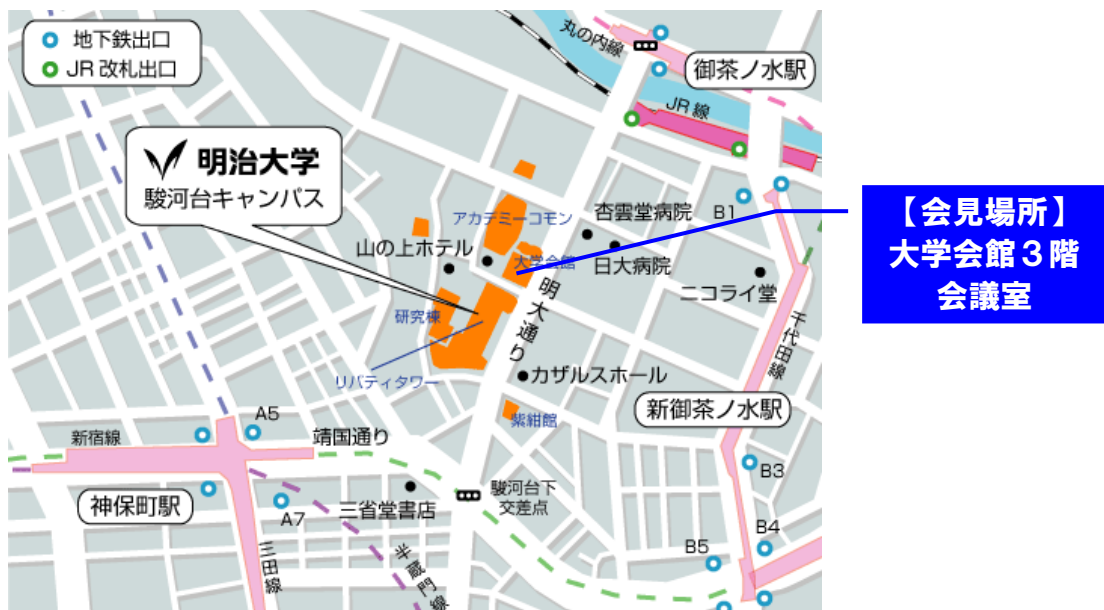 地下鉄出口
JR改札出口
丸の内線
御茶ノ水駅
JR線
明治大学
駿河台キャンパス
アカデミーコモン
杏雲堂病院
B1
【会見場所】
大学会館３階
会議室
山の上ホテル
大学会館
日大病院
ニコライ堂
研究棟
明大通り
千代田線
リバティタワー
カザルスホール
紫紺館
新御茶ノ水駅
A5
新宿線
靖国通り
B3
神保町駅
A7
三省堂書店
駿河台下
交差点
B4
B5
三田線
半蔵門線